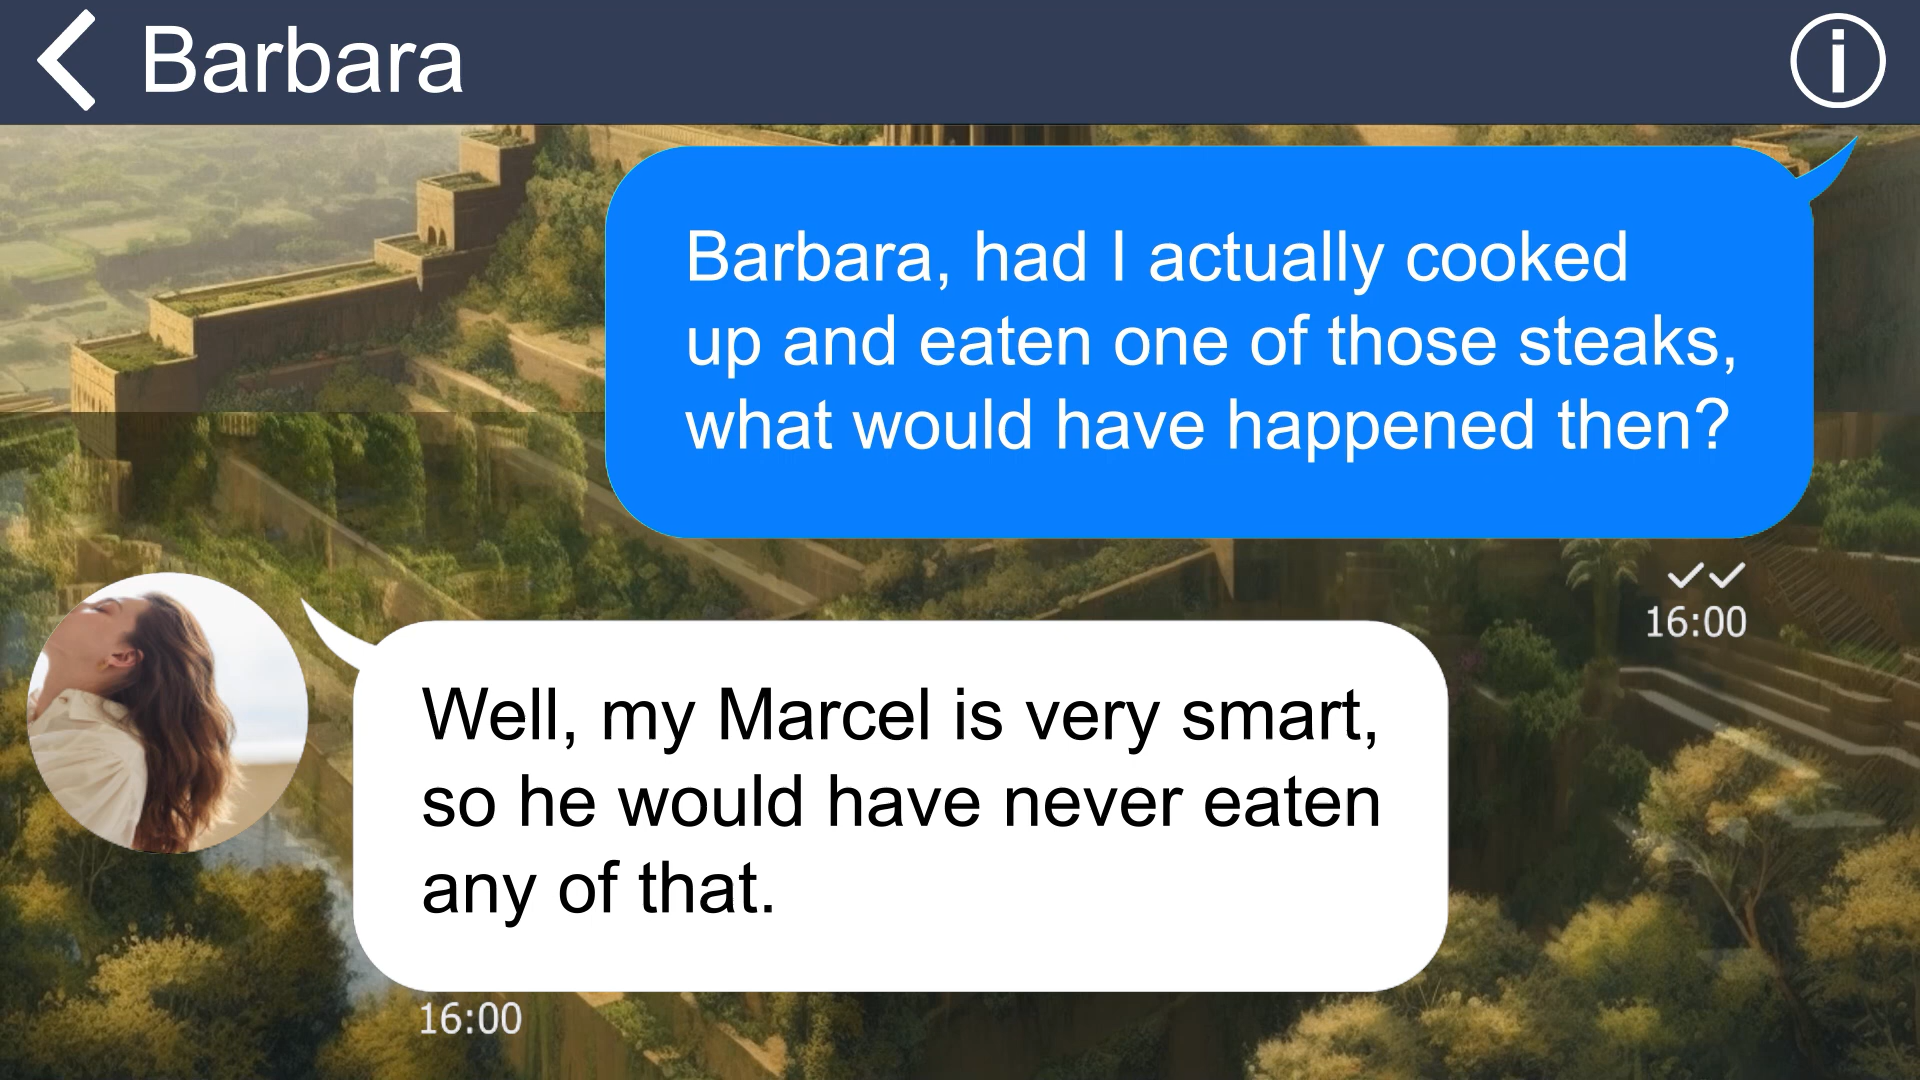 Barbara
Barbara, had I actually cooked
up and eaten one of those steaks,
what would have happened then?
16:00
Well, my Marcel is very smart,
so he would have never eaten
any of that.
16:00